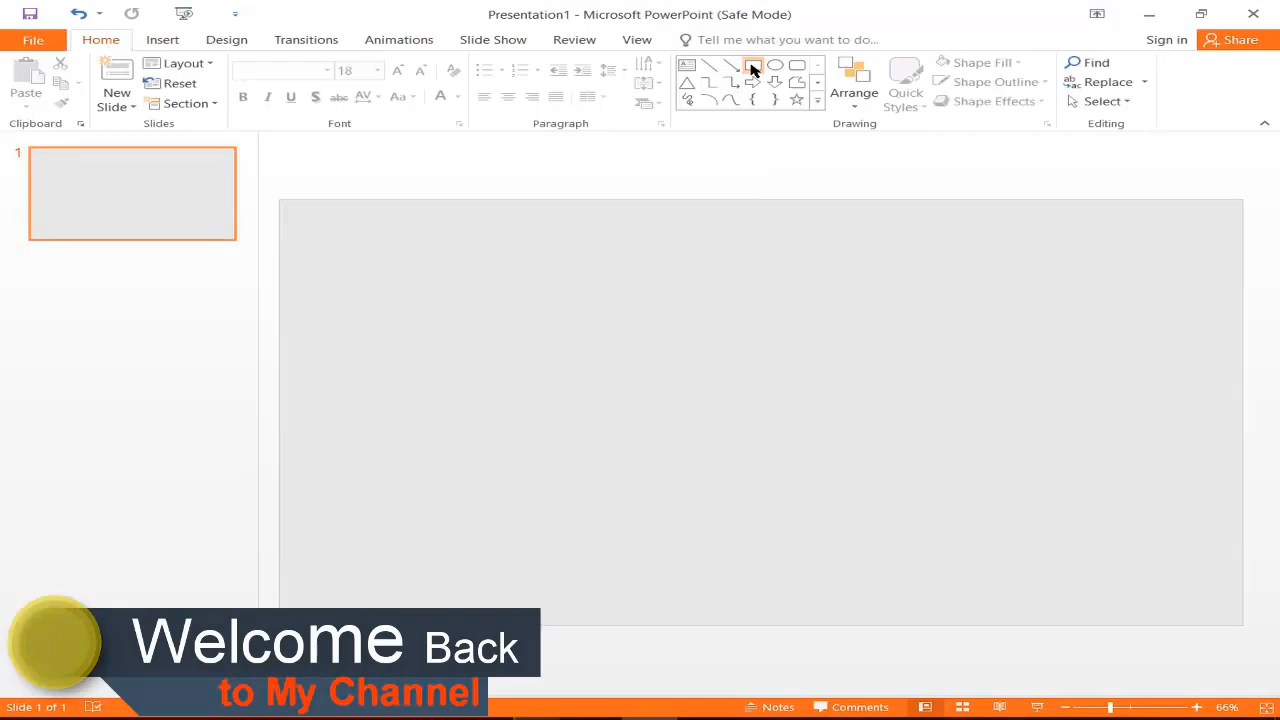 Presentation1 - Microsoft PowerPoint (Safe Mode)
File Home Insert Design Transitions Animations Slide Show Review View Tell me what you want to do... Sign in Share
Paste
New
Slide
Layout
Reset
Section
18
B I U S abc AV Aa A
Arrange
Quick
Styles
Shape Fill
Shape Outline
Shape Effects
Find
Replace
Select
Clipboard Slides Font Paragraph Drawing Editing
1
Welcome Back
to My Channel
Slide 1 of 1 Notes Comments 66%